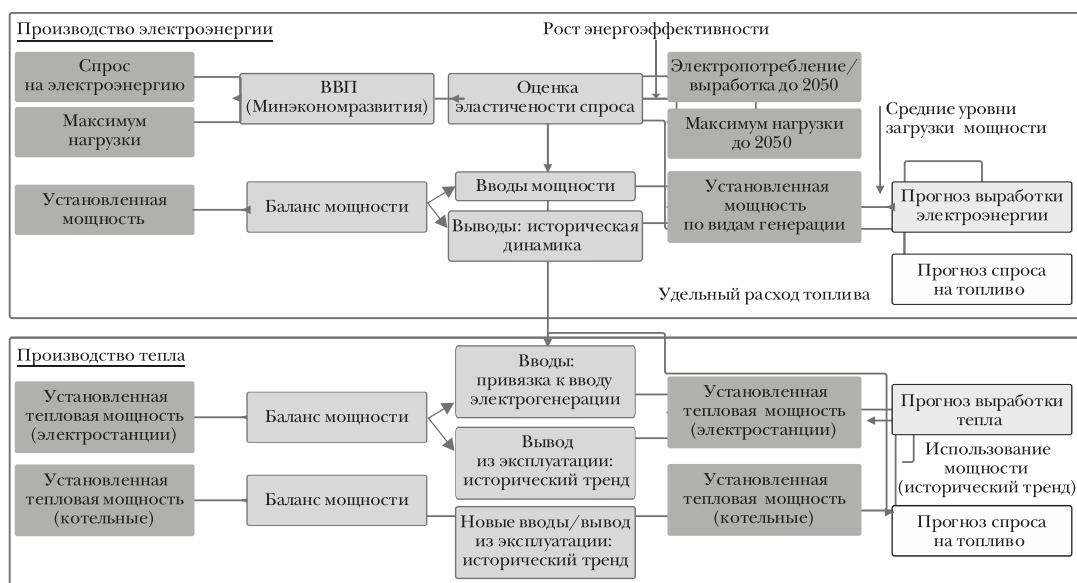 Производство электроэнергии
Рост энергоэффективности
Спрос
на электроэнергию
Максимум
нагрузки
ВВП
(Минэкономразвития)
Оценка
эластичености спроса
Электропотребление/
выработка до 2050
Максимум нагрузки
до 2050
Средние уровни
загрузки мощности
Установленная
мощность
Баланс мощности
Вводы мощности
Выводы: историческая
динамика
Установленная
мощность
по видам генерации
Прогноз выработки
электроэнергии
Прогноз спроса
на топливо
Удельный расход топлива
Производство тепла
Установленная
тепловая мощность
(электростанции)
Баланс мощности
Вводы:
привязка к вводу
электрогенерации
Вывод
из эксплуатации:
исторический тренд
Установленная
тепловая мощность
(электростанции)
Прогноз выработки
тепла
Использование
мощности
(исторический тренд)
Установленная
тепловая мощность
(котельные)
Баланс мощности
Новые вводы/вывод
из эксплуатации:
исторический тренд
Установленная
тепловая мощность
(котельные)
Прогноз спроса
на топливо